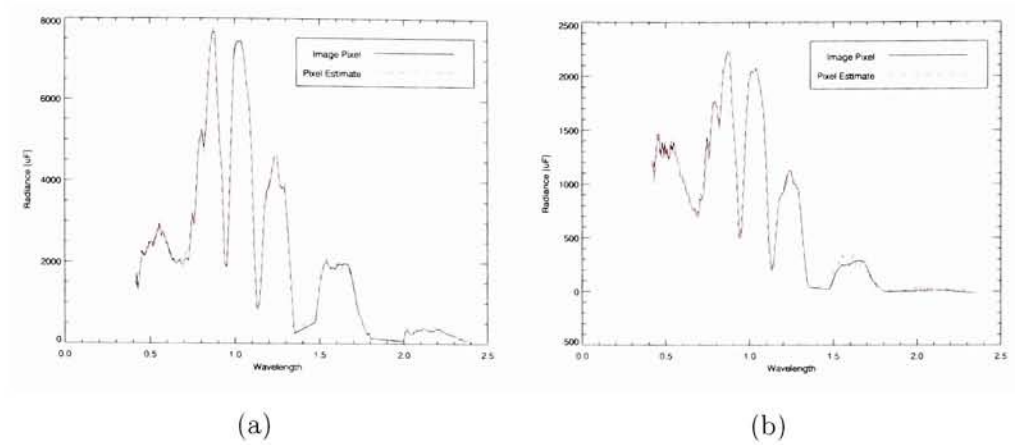 8000
6000
4000
2000
0
Radiance [uF]
Image Pixel
Pixel Estimate
0.0 0.5 1.0 1.5 2.0 2.5
Wavelength
(a)
2500
2000
1500
1000
500
0
500
Radiance [uF]
Image Pixel
Pixel Estimate
0.0 0.5 1.0 1.5 2.0 2.5
Wavelength
(b)